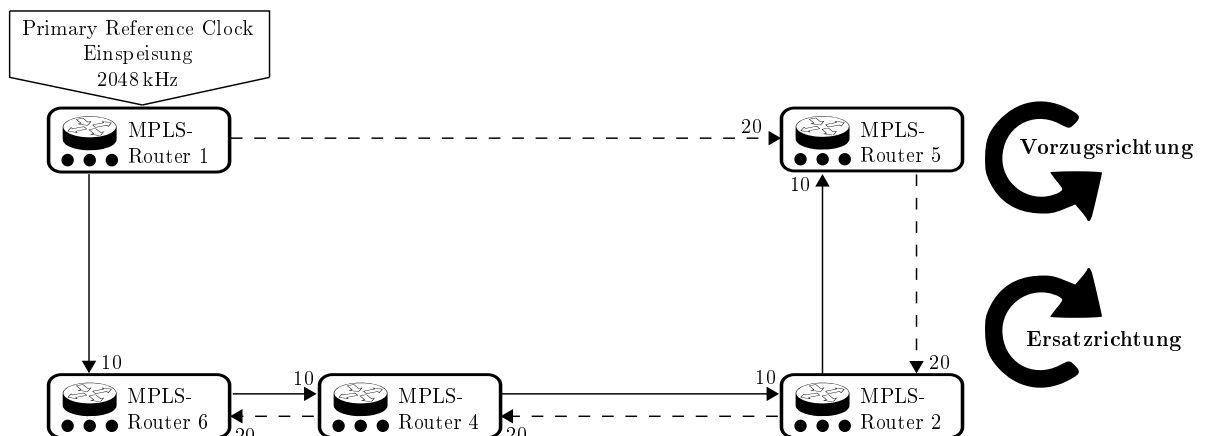 Primary Reference Clock
Einspeisung
2048 kHz
MPLS-
Router 1
20
MPLS-
Router 5
10
Vorzugsrichtung
Ersatzrichtung
10
20
MPLS-
Router 6
10
20
MPLS-
Router 4
10
20
MPLS-
Router 2